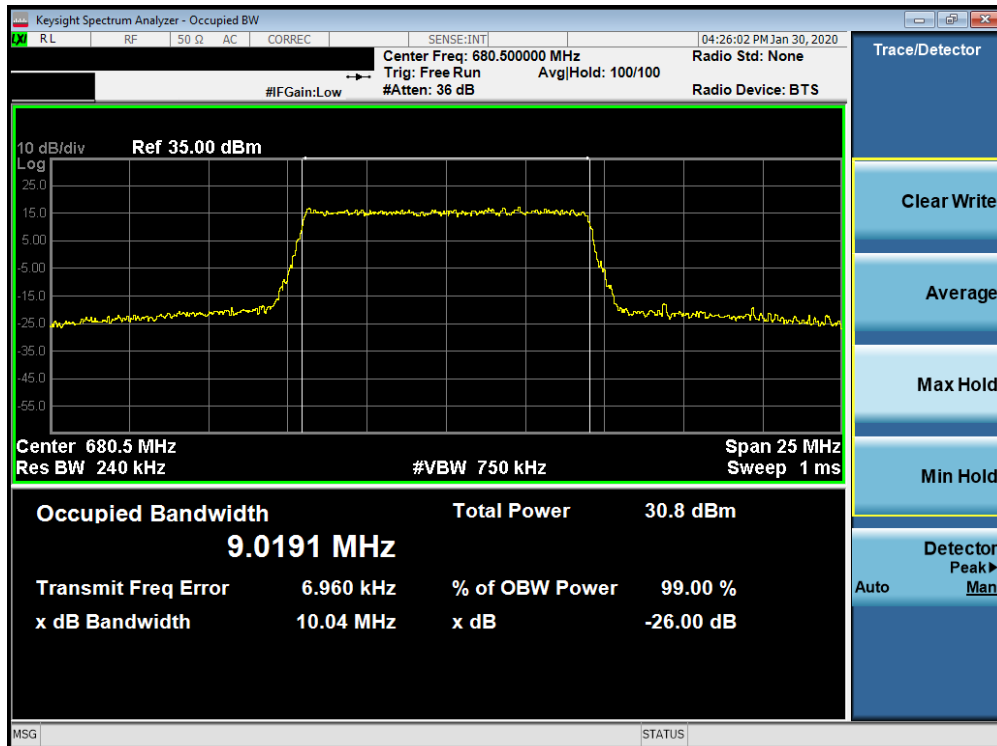 Keysight Spectrum Analyzer - Occupied BW
LXI RL RF 50 Ω AC CORREC SENSE:INT 04:26:02 PM Jan 30, 2020
Center Freq: 680.500000 MHz Radio Std: None
Trig: Free Run Avg|Hold: 100/100
#IFGain:Low #Atten: 36 dB Radio Device: BTS
10 dB/div Ref 35.00 dBm
Log
25.0
15.0
5.00
-5.00
-15.0
-25.0
-35.0
-45.0
-55.0
Center 680.5 MHz Span 25 MHz
Res BW 240 kHz #VBW 750 kHz Sweep 1 ms
Occupied Bandwidth Total Power 30.8 dBm
9.0191 MHz
Transmit Freq Error 6.960 kHz % of OBW Power 99.00 %
x dB Bandwidth 10.04 MHz x dB -26.00 dB
MSG STATUS
Trace/Detector
Clear Write
Average
Max Hold
Min Hold
Detector
Peak▶
Auto Man